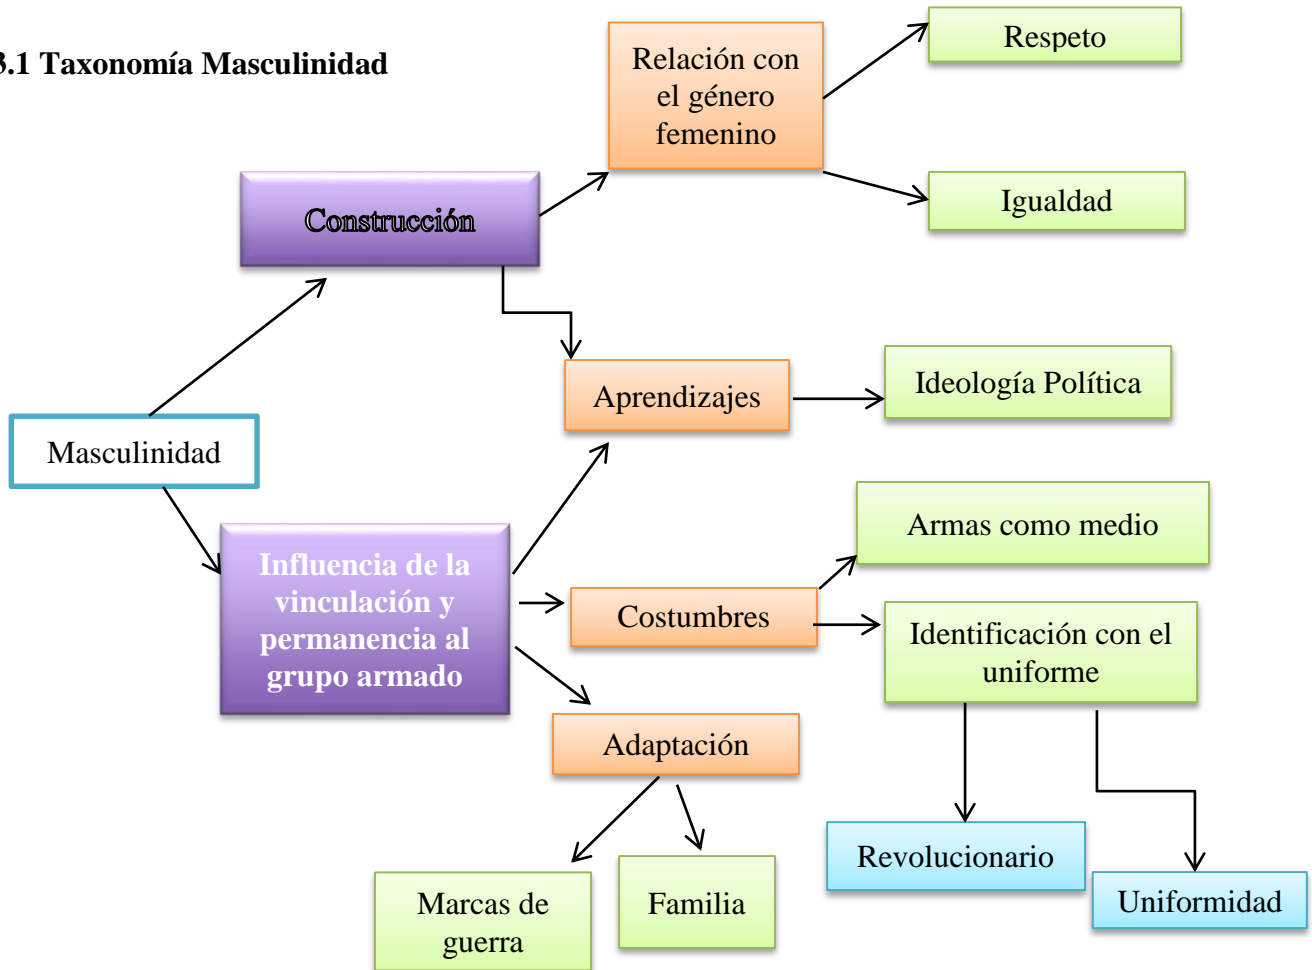 3.1 Taxonomía Masculinidad
Relación con
el género
femenino
Respeto
Igualdad
Construcción
Aprendizajes
Ideología Política
Masculinidad
Influencia de la
vinculación y
permanencia al
grupo armado
Armas como medio
Costumbres
Identificación con el
uniforme
Adaptación
Revolucionario
Uniformidad
Marcas de
guerra
Familia